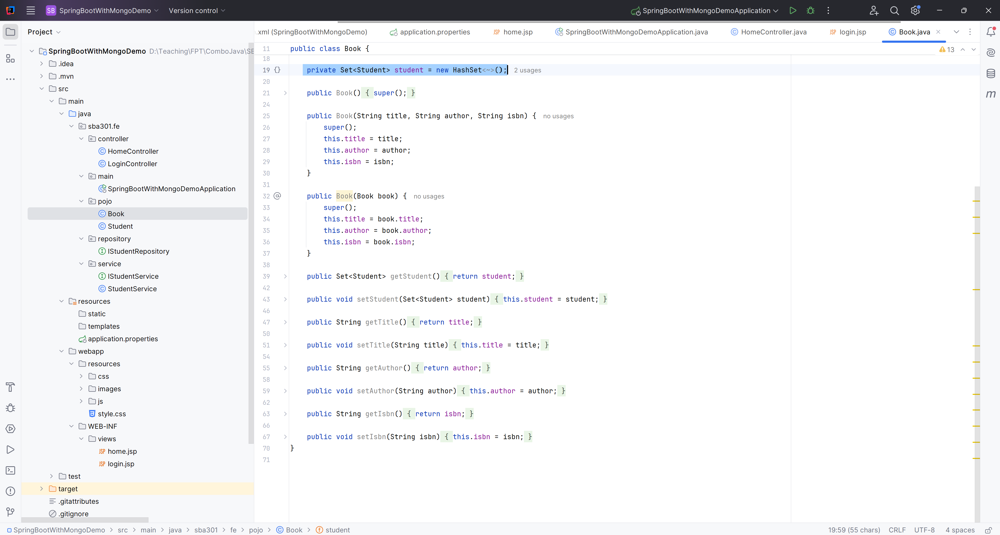 SB SpringBootWithMongoDemo Version control SpringBootWithMongoDemoApplication
Project
SpringBootWithMongoDemo D:\Teaching\FPT\ComboJava\SB
.idea
.mvn
src
main
java
sba301.fe
controller
HomeController
LoginController
main
SpringBootWithMongoDemoApplication
pojo
Book
Student
repository
IStudentRepository
service
IStudentService
StudentService
resources
static
templates
application.properties
webapp
resources
css
images
js
style.css
WEB-INF
views
JSP home.jsp
JSP login.jsp
test
target
.gitattributes
.gitignore
.xml (SpringBootWithMongoDemo) application.properties JSP home.jsp SpringBootWithMongoDemoApplication.java HomeController.java JSP login.jsp Book.java
11 public class Book {
13
18
19 {} private Set<Student> student = new HashSet<~>(); 2 usages
20
21 public Book() { super(); }
24
25 public Book(String title, String author, String isbn) { no usages
26 super();
27 this.title = title;
28 this.author = author;
29 this.isbn = isbn;
30 }
31
32 @ public Book(Book book) { no usages
33 super();
34 this.title = book.title;
35 this.author = book.author;
36 this.isbn = book.isbn;
37 }
38
39 public Set<Student> getStudent() { return student; }
42
43 public void setStudent(Set<Student> student) { this.student = student; }
46
47 public String getTitle() { return title; }
50
51 public void setTitle(String title) { this.title = title; }
54
55 public String getAuthor() { return author; }
58
59 public void setAuthor(String author) { this.author = author; }
62
63 public String getIsbn() { return isbn; }
66
67 public void setIsbn(String isbn) { this.isbn = isbn; }
70 }
71
m
SpringBootWithMongoDemo > src > main > java > sba301 > fe > pojo > Book > student 19:59 (55 chars) CRLF UTF-8 4 spaces